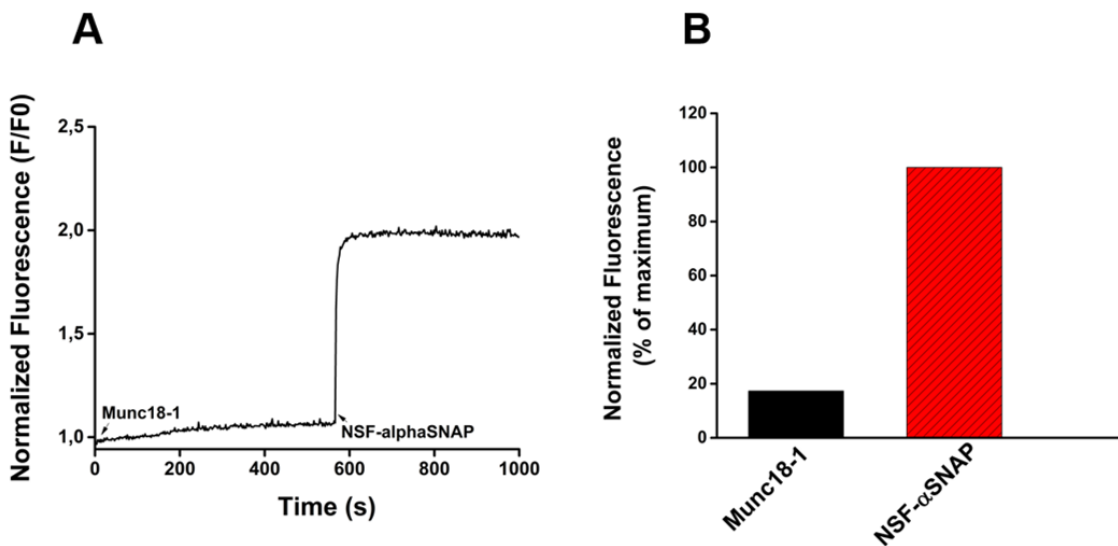 A
Normalized Fluorescence (F/F0)
2,5
2,0
1,5
1,0
Munc18-1
NSF-alphaSNAP
0
200
400
600
800
1000
Time (s)
B
Normalized Fluorescence
(% of maximum)
120
100
80
60
40
20
0
Munc18-1
NSF-αSNAP